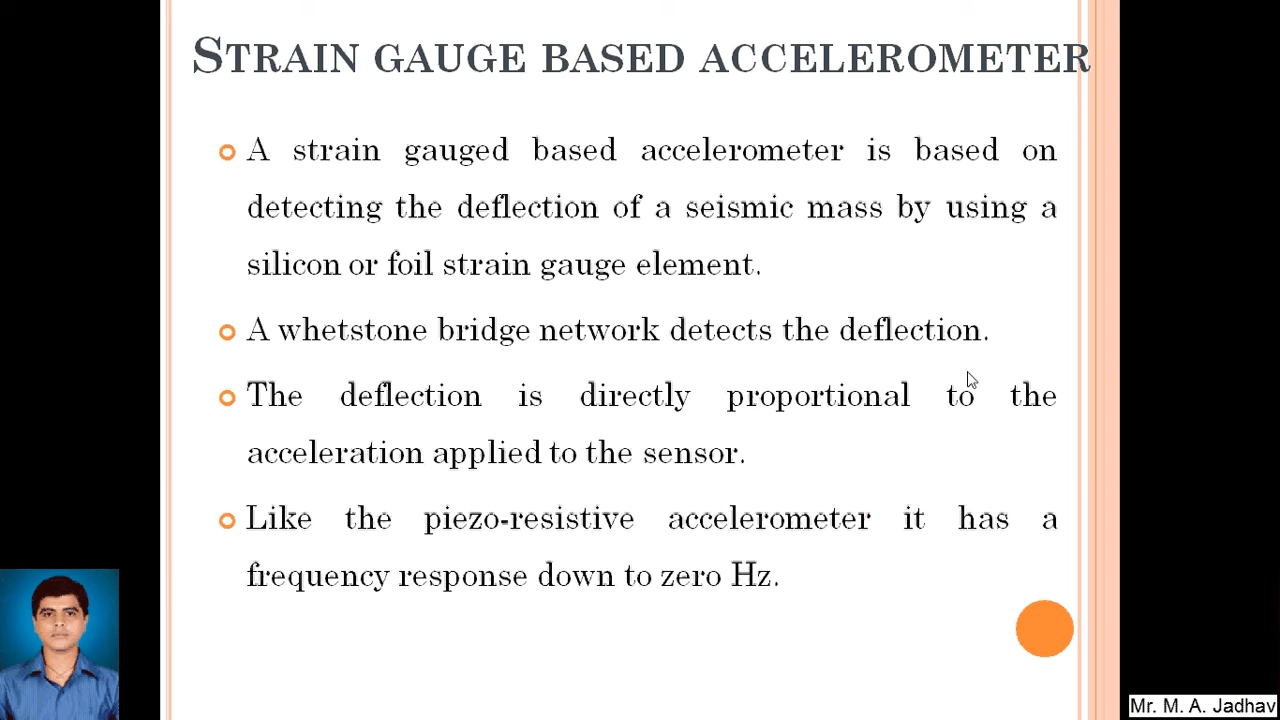 STRAIN GAUGE BASED ACCELEROMETER
A strain gauged based accelerometer is based on
detecting the deflection of a seismic mass by using a
silicon or foil strain gauge element.
A whetstone bridge network detects the deflection.
The deflection is directly proportional to the
acceleration applied to the sensor.
Like the piezo-resistive accelerometer it has a
frequency response down to zero Hz.
Mr. M. A. Jadhav